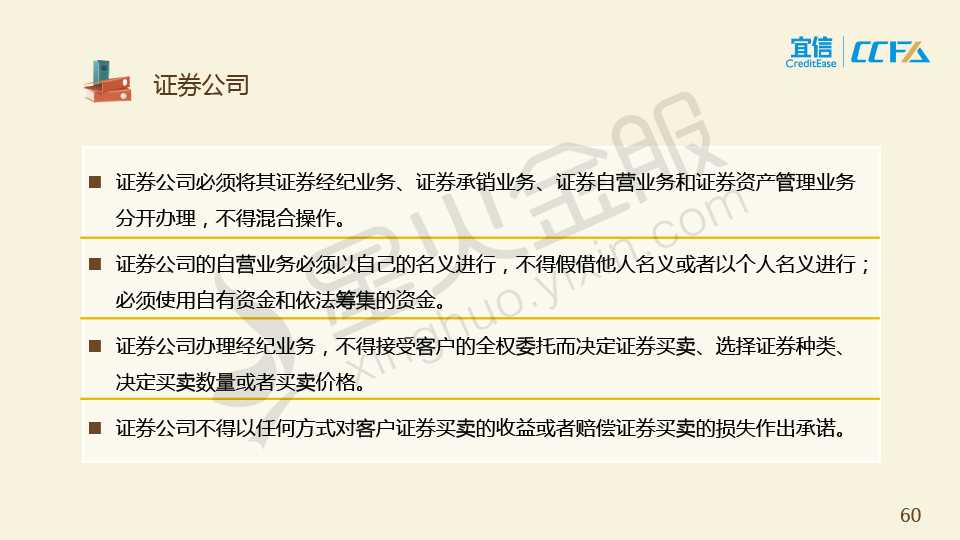 宜信
CreditEase
CCFA
证券公司
■ 证券公司必须将其证券经纪业务、证券承销业务、证券自营业务和证券资产管理业务
分开办理，不得混合操作。
■ 证券公司的自营业务必须以自己的名义进行，不得假借他人名义或者以个人名义进行；
必须使用自有资金和依法筹集的资金。
■ 证券公司办理经纪业务，不得接受客户的全权委托而决定证券买卖、选择证券种类、
决定买卖数量或者买卖价格。
■ 证券公司不得以任何方式对客户证券买卖的收益或者赔偿证券买卖的损失作出承诺。
星火金服
xinghuo.yixin.com
60